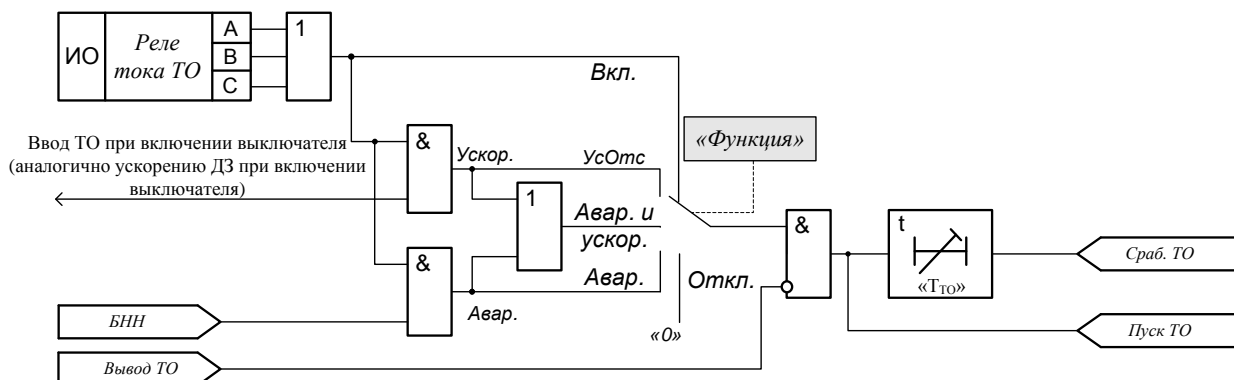 ИО
Реле
тока ТО
A
B
C
1
Вкл.
Ввод ТО при включении выключателя
(аналогично ускорению ДЗ при включении
выключателя)
&
Ускор.
УсОтс
«Функция»
1
Авар. и
ускор.
&
t
«TТО»
Сраб. ТО
&
Авар.
Авар.
Откл.
«0»
БНН
Пуск ТО
Вывод ТО